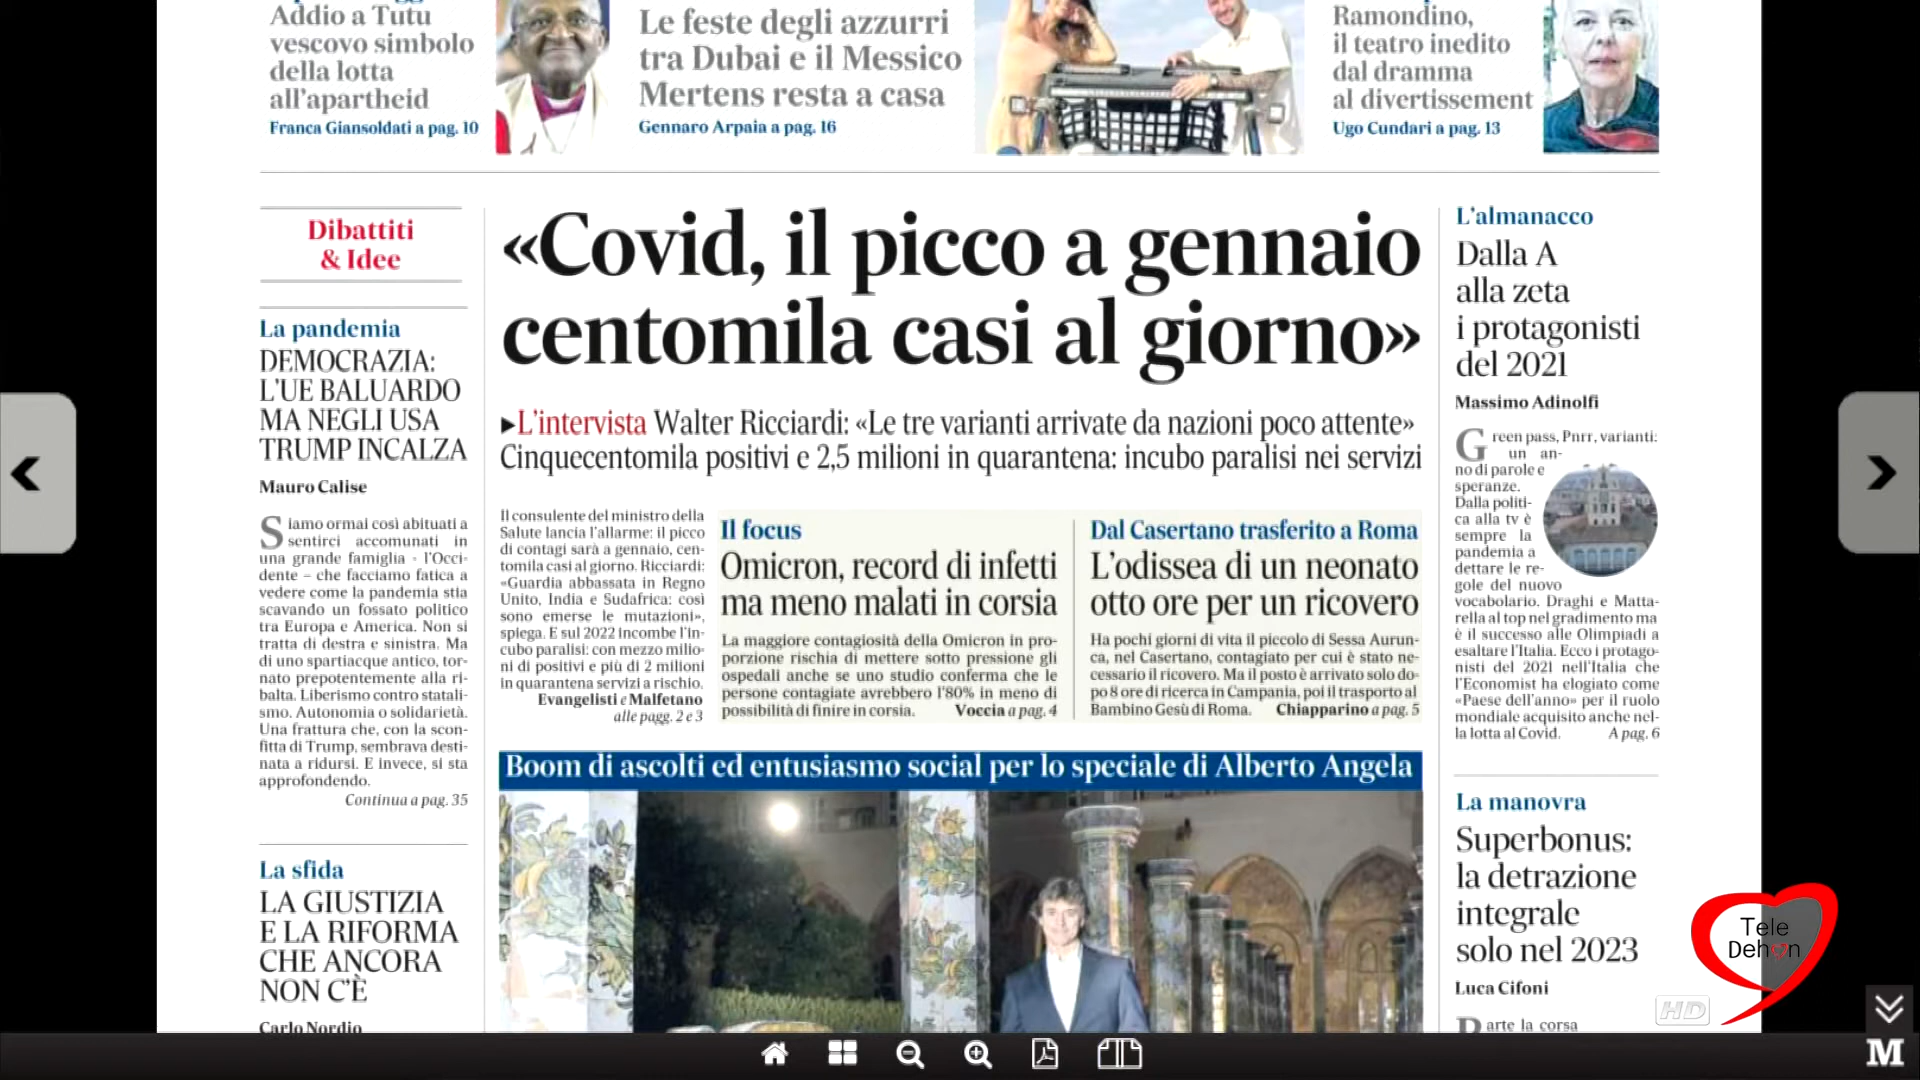 Addio a Tutu
vescovo simbolo
della lotta
all'apartheid
Franca Giansoldati a pag. 10
Le feste degli azzurri
tra Dubai e il Messico
Mertens resta a casa
Gennaro Arpaia a pag. 16
Ramondino,
il teatro inedito
dal dramma
al divertissement
Ugo Cundari a pag. 13
Dibattiti
& Idee
La pandemia
DEMOCRAZIA:
L'UE BALUARDO
MA NEGLI USA
TRUMP INCALZA
Mauro Calise
Siamo ormai così abituati a
sentirci accomunati in
una grande famiglia - l'Occi-
dente – che facciamo fatica a
vedere come la pandemia stia
scavando un fossato politico
tra Europa e America. Non si
tratta di destra e sinistra. Ma
di uno spartiacque antico, tor-
nato prepotentemente alla ri-
balta. Liberismo contro statali-
smo. Autonomia o solidarietà.
Una frattura che, con la scon-
fitta di Trump, sembrava desti-
nata a ridursi. E invece, si sta
approfondendo.
Continua a pag. 35
La sfida
LA GIUSTIZIA
E LA RIFORMA
CHE ANCORA
NON C'È
Carlo Nordio
«Covid, il picco a gennaio
centomila casi al giorno»
▸L'intervista Walter Ricciardi: «Le tre varianti arrivate da nazioni poco attente»
Cinquecentomila positivi e 2,5 milioni in quarantena: incubo paralisi nei servizi
Il consulente del ministro della
Salute lancia l'allarme: il picco
di contagi sarà a gennaio, cen-
tomila casi al giorno. Ricciardi:
«Guardia abbassata in Regno
Unito, India e Sudafrica: così
sono emerse le mutazioni»,
spiega. E sul 2022 incombe l'in-
cubo paralisi: con mezzo milio-
ni di positivi e più di 2 milioni
in quarantena servizi a rischio.
Evangelisti e Malfetano
alle pagg. 2 e 3
Il focus
Omicron, record di infetti
ma meno malati in corsia
La maggiore contagiosità della Omicron in pro-
porzione rischia di mettere sotto pressione gli
ospedali anche se uno studio conferma che le
persone contagiate avrebbero l'80% in meno di
possibilità di finire in corsia. Voccia a pag. 4
Dal Casertano trasferito a Roma
L'odissea di un neonato
otto ore per un ricovero
Ha pochi giorni di vita il piccolo di Sessa Aurun-
ca, nel Casertano, contagiato per cui è stato ne-
cessario il ricovero. Ma il posto è arrivato solo do-
po 8 ore di ricerca in Campania, poi il trasporto al
Bambino Gesù di Roma. Chiapparino a pag. 5
Boom di ascolti ed entusiasmo social per lo speciale di Alberto Angela
L'almanacco
Dalla A
alla zeta
i protagonisti
del 2021
Massimo Adinolfi
Green pass, Pnrr, varianti:
un an-
no di parole e
speranze.
Dalla politi-
ca alla tv è
sempre la
pandemia a
dettare le re-
gole del nuovo
vocabolario. Draghi e Matta-
rella al top nel gradimento ma
è il successo alle Olimpiadi a
esaltare l'Italia. Ecco i protago-
nisti del 2021 nell'Italia che
l'Economist ha elogiato come
«Paese dell'anno» per il ruolo
mondiale acquisito anche nel-
la lotta al Covid. A pag. 6
La manovra
Superbonus:
la detrazione
integrale
solo nel 2023
Luca Cifoni
Parte la corsa
Tele
Dehon
HD
M